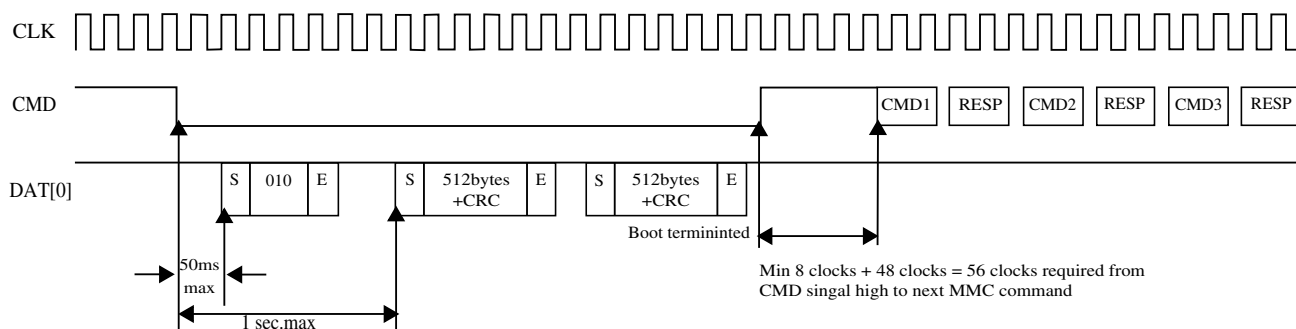 CLK
CMD
CMD1 RESP CMD2 RESP CMD3 RESP
DAT[0]
S 010 E S 512bytes +CRC E S 512bytes +CRC E
Boot termininted
50ms
max
1 sec.max
Min 8 clocks + 48 clocks = 56 clocks required from
CMD singal high to next MMC command